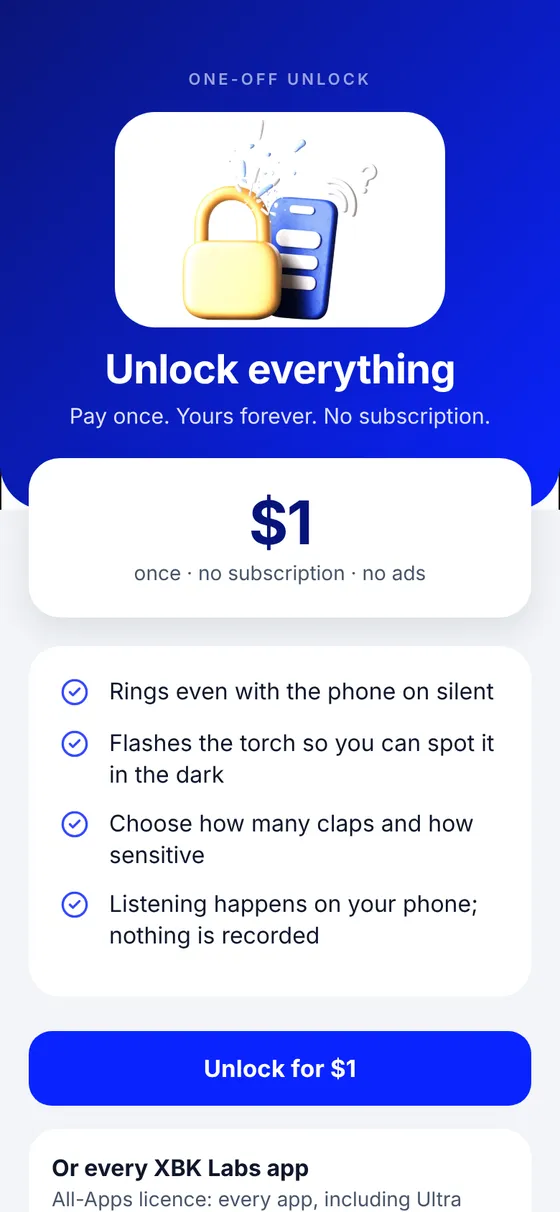 ONE-OFF UNLOCK
Unlock everything
Pay once. Yours forever. No subscription.
$1
once · no subscription · no ads
Rings even with the phone on silent
Flashes the torch so you can spot it
in the dark
Choose how many claps and how
sensitive
Listening happens on your phone;
nothing is recorded
Unlock for $1
Or every XBK Labs app
All-Apps licence: every app, including Ultra